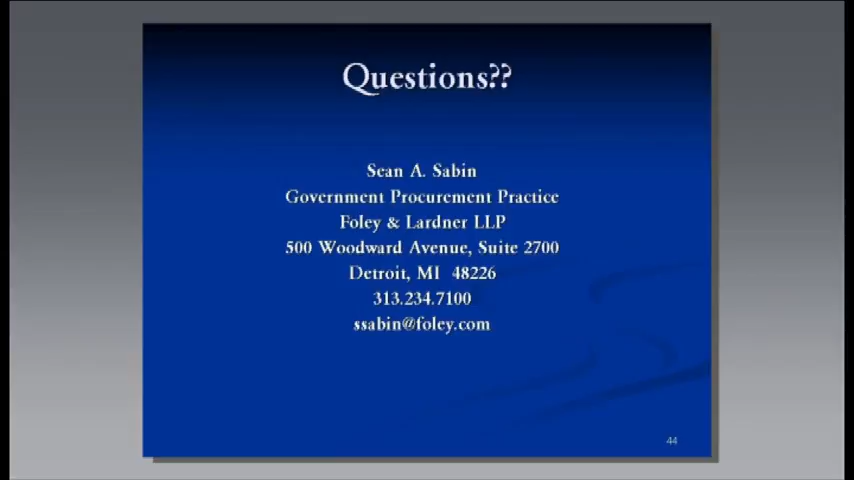 Questions??
Sean A. Sabin
Government Procurement Practice
Foley & Lardner LLP
500 Woodward Avenue, Suite 2700
Detroit, MI  48226
313.234.7100
ssabin@foley.com
44